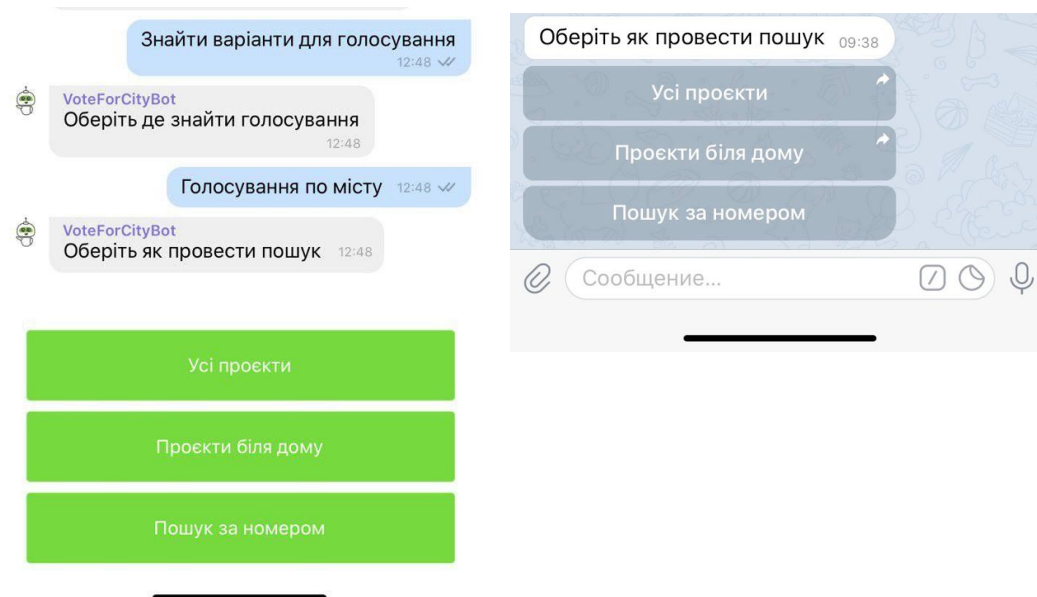 Знайти варіанти для голосування
12:48
VoteForCityBot
Оберіть де знайти голосування
12:48
Голосування по місту 12:48
VoteForCityBot
Оберіть як провести пошук 12:48
Усі проєкти
Проєкти біля дому
Пошук за номером
Оберіть як провести пошук 09:38
Усі проєкти
Проєкти біля дому
Пошук за номером
Сообщение...